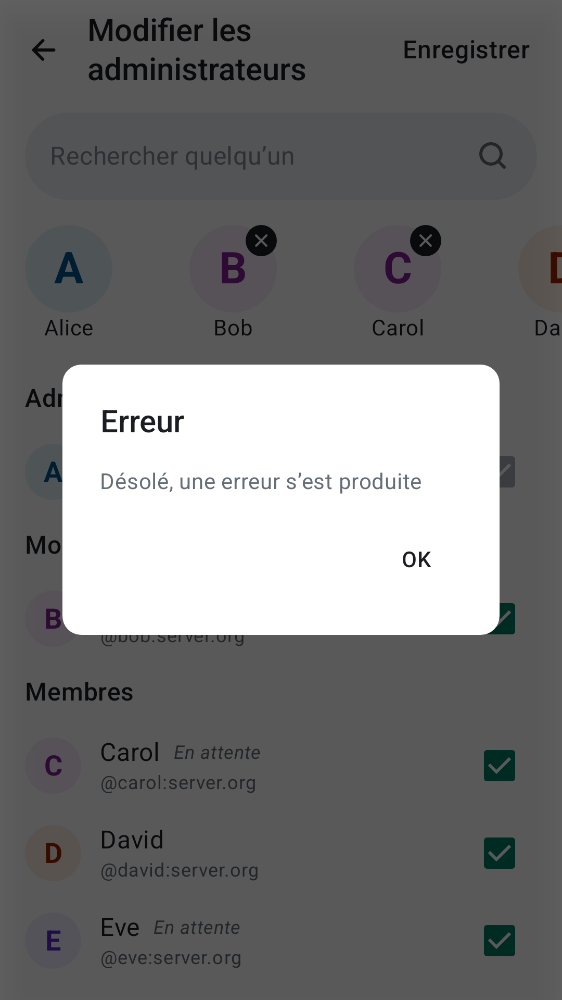 Modifier les
administrateurs
Enregistrer
Rechercher quelqu’un
A
B
C
D
Alice
Bob
Carol
Da
Adr
A
Erreur
Désolé, une erreur s’est produite
OK
Mo
B
@bob:server.org
Membres
C
Carol En attente
@carol:server.org
D
David
@david:server.org
E
Eve En attente
@eve:server.org